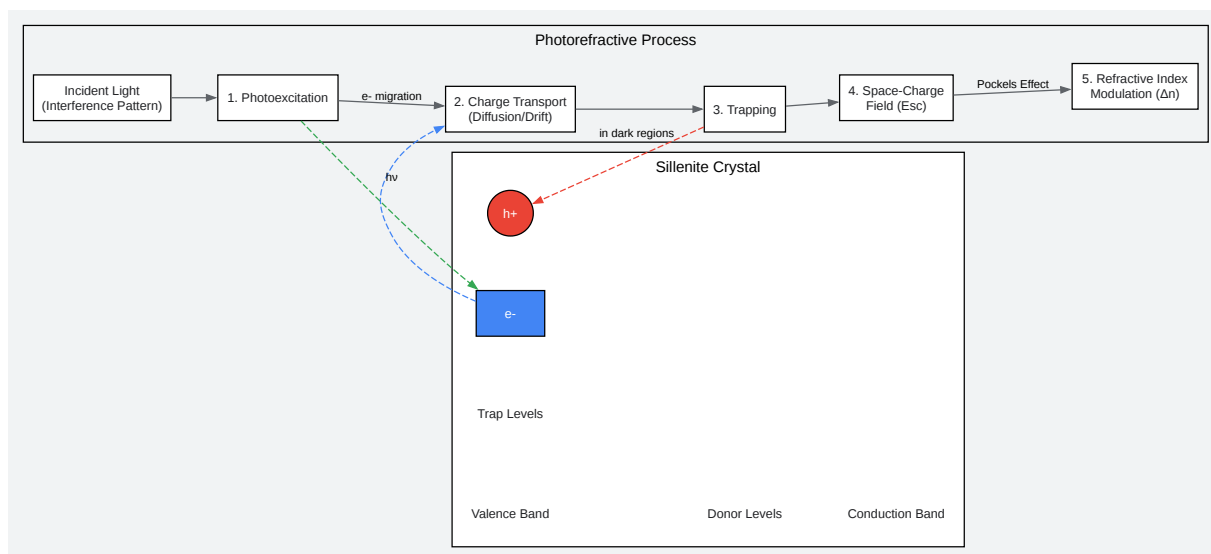 Photorefractive Process
Incident Light
(Interference Pattern)
1. Photoexcitation
e- migration
2. Charge Transport
(Diffusion/Drift)
3. Trapping
4. Space-Charge
Field (Esc)
Pockels Effect
5. Refractive Index
Modulation (Δn)
in dark regions
hν
Sillenite Crystal
h+
e-
Trap Levels
Valence Band
Donor Levels
Conduction Band